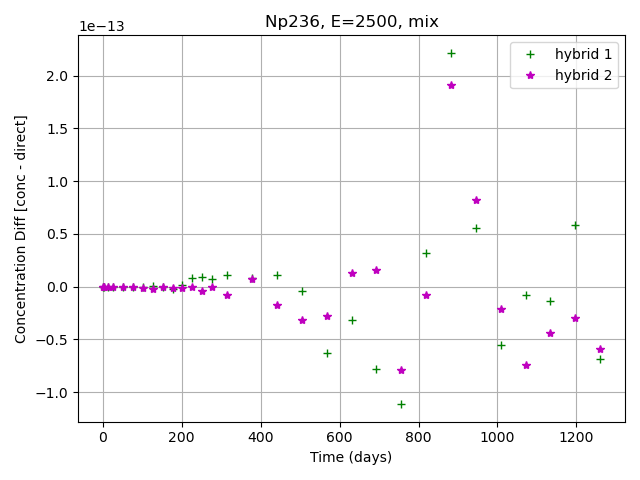 Np236, E=2500, mix
1e−13
hybrid 1
hybrid 2
2.0
1.5
1.0
0.5
0.0
−0.5
−1.0
Concentration Diff [conc - direct]
0 200 400 600 800 1000 1200
Time (days)